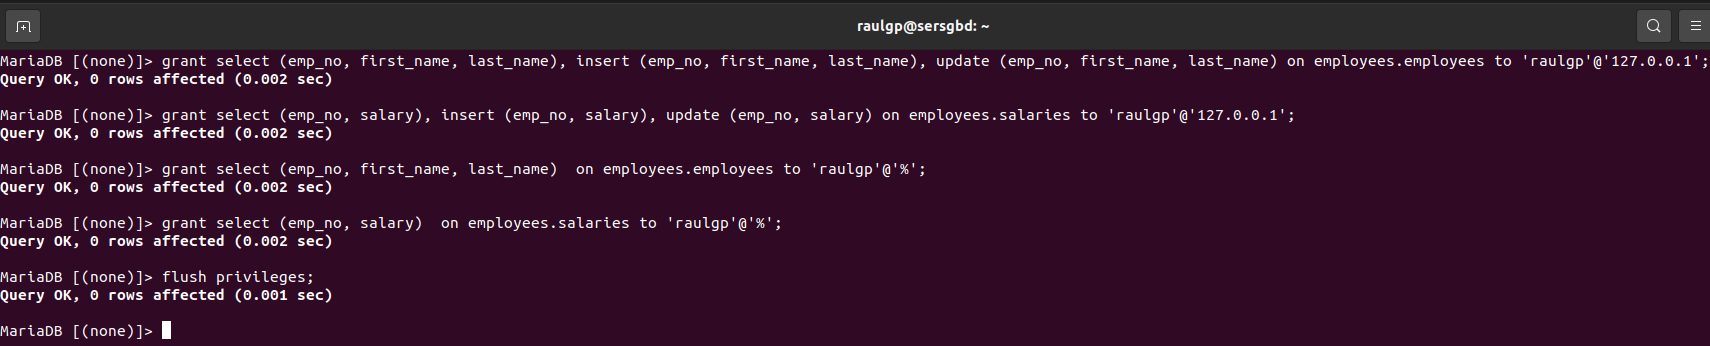 raulgp@sersgbd: ~
MariaDB [(none)]> grant select (emp_no, first_name, last_name), insert (emp_no, first_name, last_name), update (emp_no, first_name, last_name) on employees.employees to 'raulgp'@'127.0.0.1';
Query OK, 0 rows affected (0.002 sec)
MariaDB [(none)]> grant select (emp_no, salary), insert (emp_no, salary), update (emp_no, salary) on employees.salaries to 'raulgp'@'127.0.0.1';
Query OK, 0 rows affected (0.002 sec)
MariaDB [(none)]> grant select (emp_no, first_name, last_name)  on employees.employees to 'raulgp'@'%';
Query OK, 0 rows affected (0.002 sec)
MariaDB [(none)]> grant select (emp_no, salary)  on employees.salaries to 'raulgp'@'%';
Query OK, 0 rows affected (0.002 sec)
MariaDB [(none)]> flush privileges;
Query OK, 0 rows affected (0.001 sec)
MariaDB [(none)]>